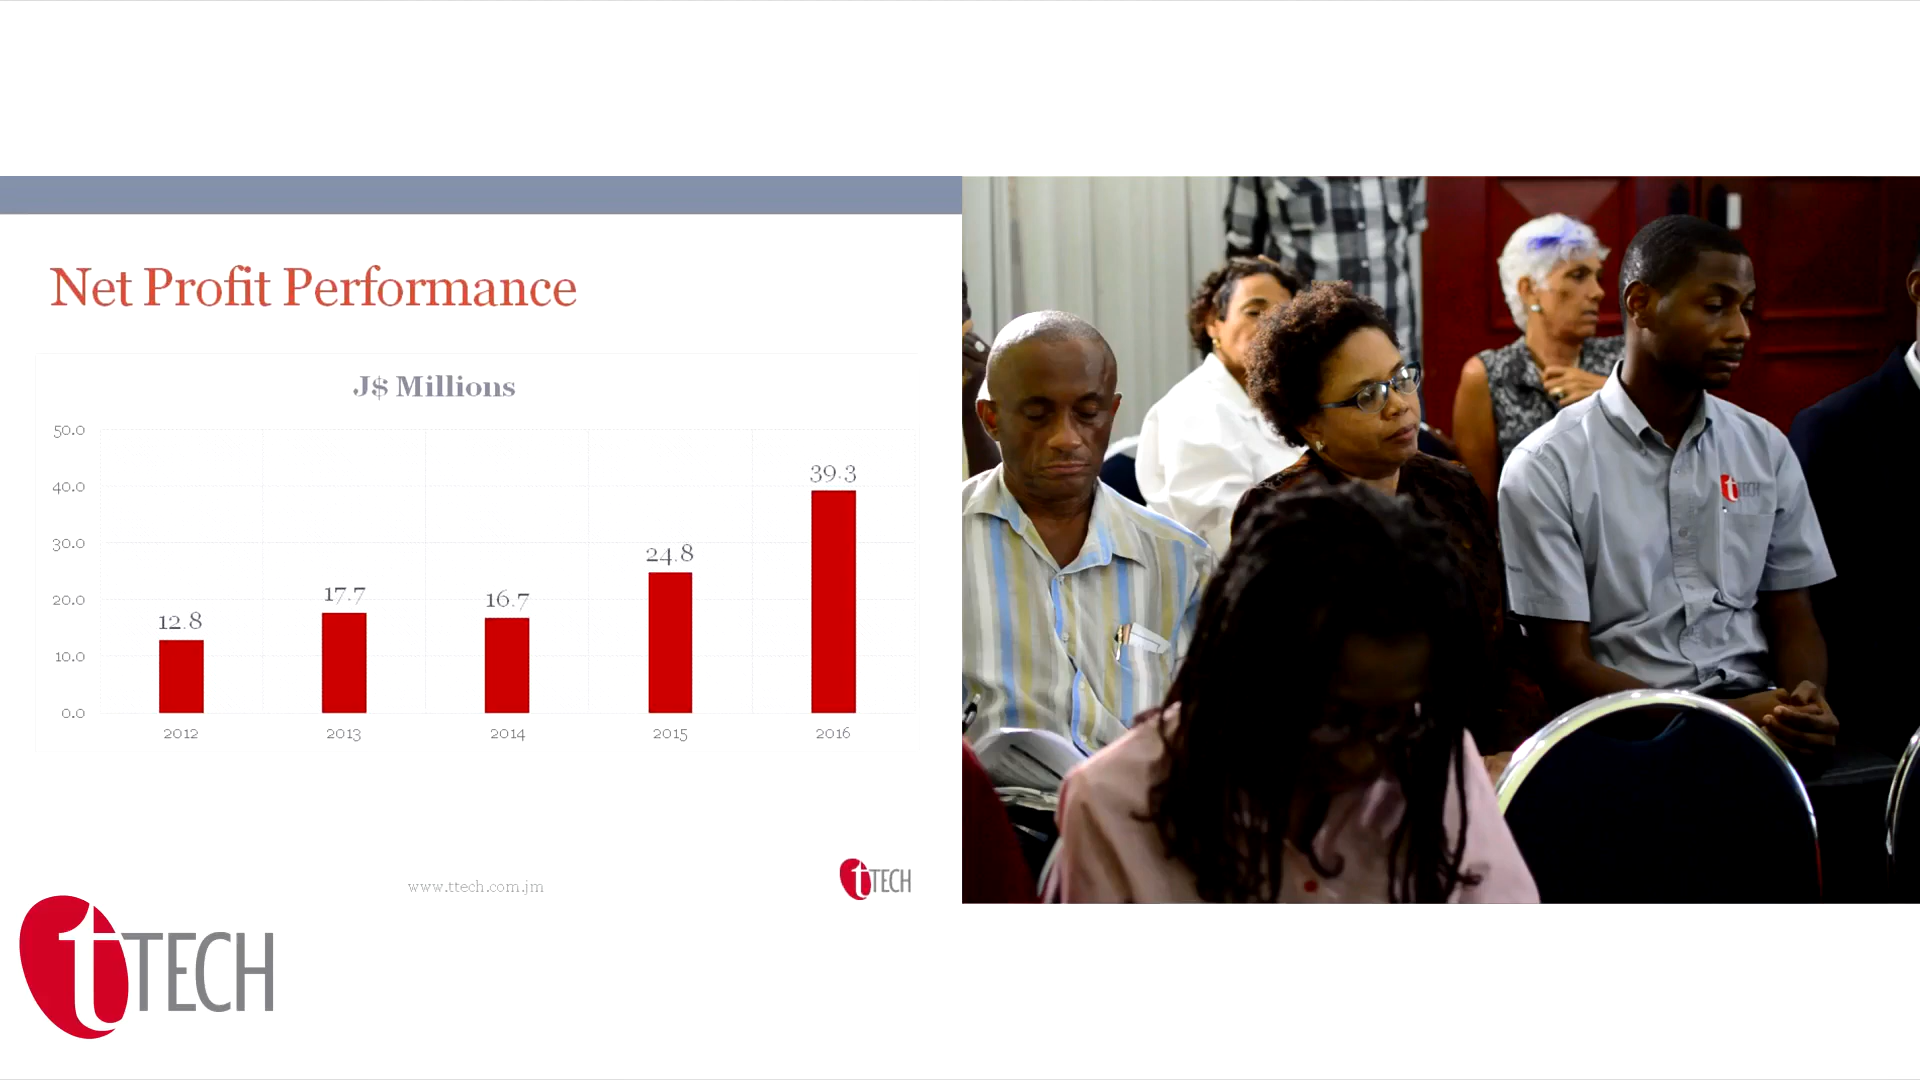 Net Profit Performance
J$ Millions
50.0
40.0
30.0
20.0
10.0
0.0
12.8
17.7
16.7
24.8
39.3
2012
2013
2014
2015
2016
www.ttech.com.jm
tTECH
tTECH
tTECH